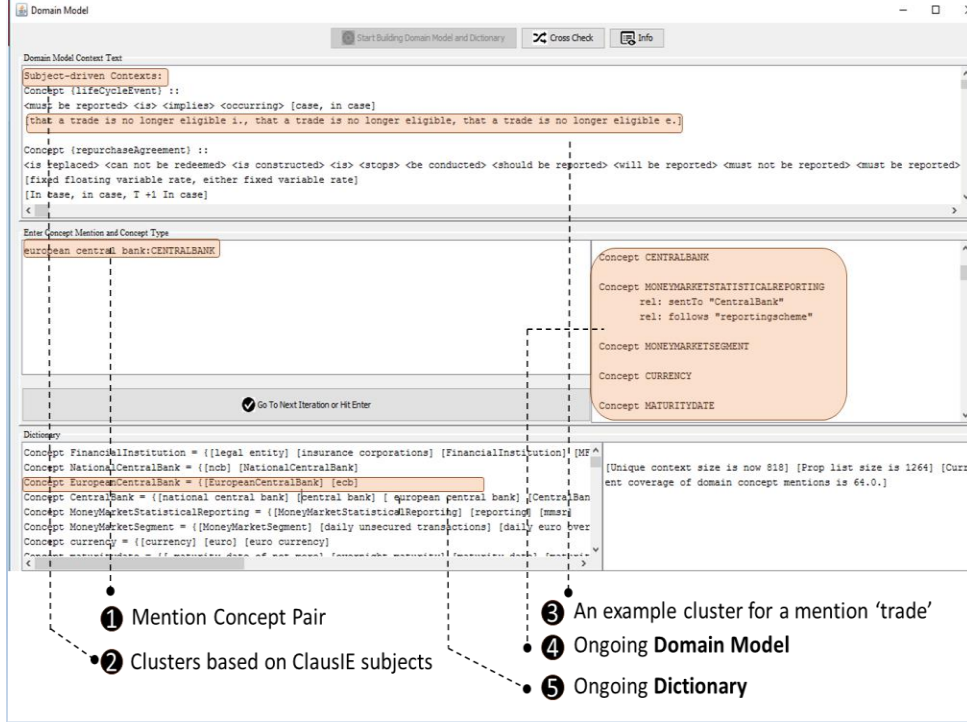 Domain Model
Start Building Domain Model and Dictionary
Cross Check
Info
Domain Model Context Text
Subject-driven Contexts:
Concept {lifeCycleEvent} ::
<must be reported> <is> <implies> <occurring> [case, in case]
[that a trade is no longer eligible i., that a trade is no longer eligible, that a trade is no longer eligible e.]
Concept {repurchaseAgreement} ::
<is replaced> <can not be redeemed> <is constructed> <is> <stops> <be conducted> <should be reported> <will be reported> <must not be reported> <must be reported>
[fixed floating variable rate, either fixed variable rate]
[In case, in case, T +1 In case]
Enter Concept Mention and Concept Type
european central bank:CENTRALBANK
Concept CENTRALBANK
Concept MONEYMARKETSTATISTICALREPORTING
rel: sentTo "CentralBank"
rel: follows "reportingscheme"
Concept MONEYMARKETSEGMENT
Concept CURRENCY
Concept MATURITYDATE
Go To Next Iteration or Hit Enter
Dictionary
Concept FinancialInstitution = {[legal entity] [insurance corporations] [FinancialInstitution] [MF
Concept NationalCentralBank = {[ncb] [NationalCentralBank]
Concept EuropeanCentralBank = {[EuropeanCentralBank] [ecb]
Concept CentralBank = {[national central bank] [central bank] [ european central bank] [CentralBan
Concept MoneyMarketStatisticalReporting = {[MoneyMarketStatisticalReporting] [reporting] [mmsr]
Concept MoneyMarketSegment = {[MoneyMarketSegment] [daily unsecured transactions] [daily euro over
Concept currency = {[currency] [euro] [euro currency]
[Unique context size is now 818] [Prop list size is 1264] [Curr
ent coverage of domain concept mentions is 64.0.]
1 Mention Concept Pair
2 Clusters based on ClausIE subjects
3 An example cluster for a mention ‘trade’
4 Ongoing Domain Model
5 Ongoing Dictionary